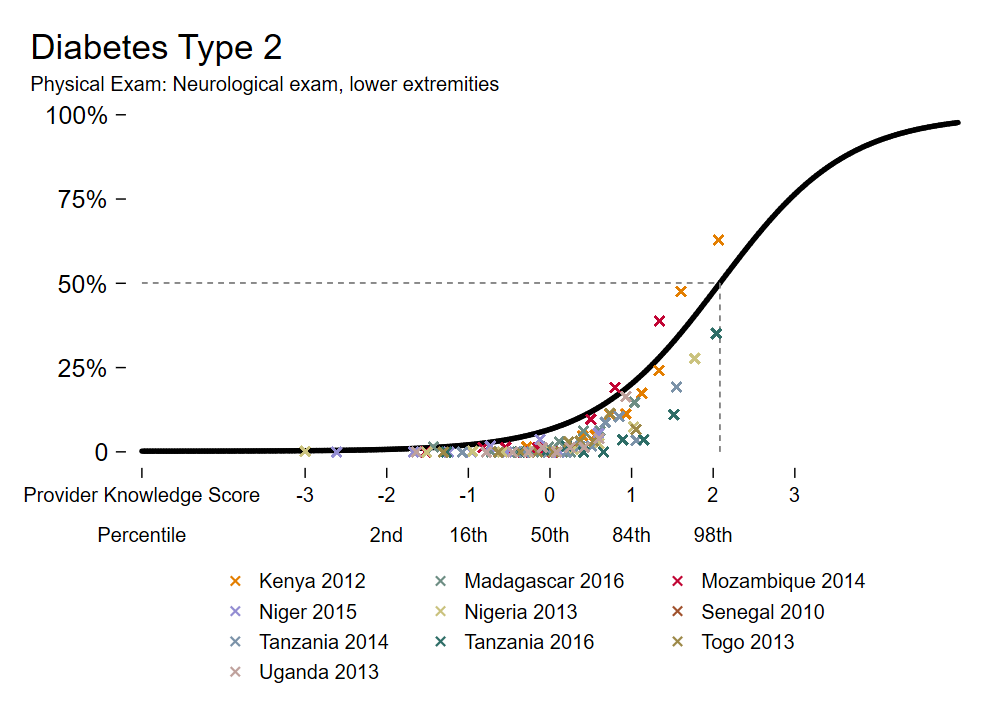 Diabetes Type 2
Physical Exam: Neurological exam, lower extremities
100%
75%
50%
25%
0
Provider Knowledge Score -3 -2 -1 0 1 2 3
Percentile 2nd 16th 50th 84th 98th
Kenya 2012 Madagascar 2016 Mozambique 2014
Niger 2015 Nigeria 2013 Senegal 2010
Tanzania 2014 Tanzania 2016 Togo 2013
Uganda 2013